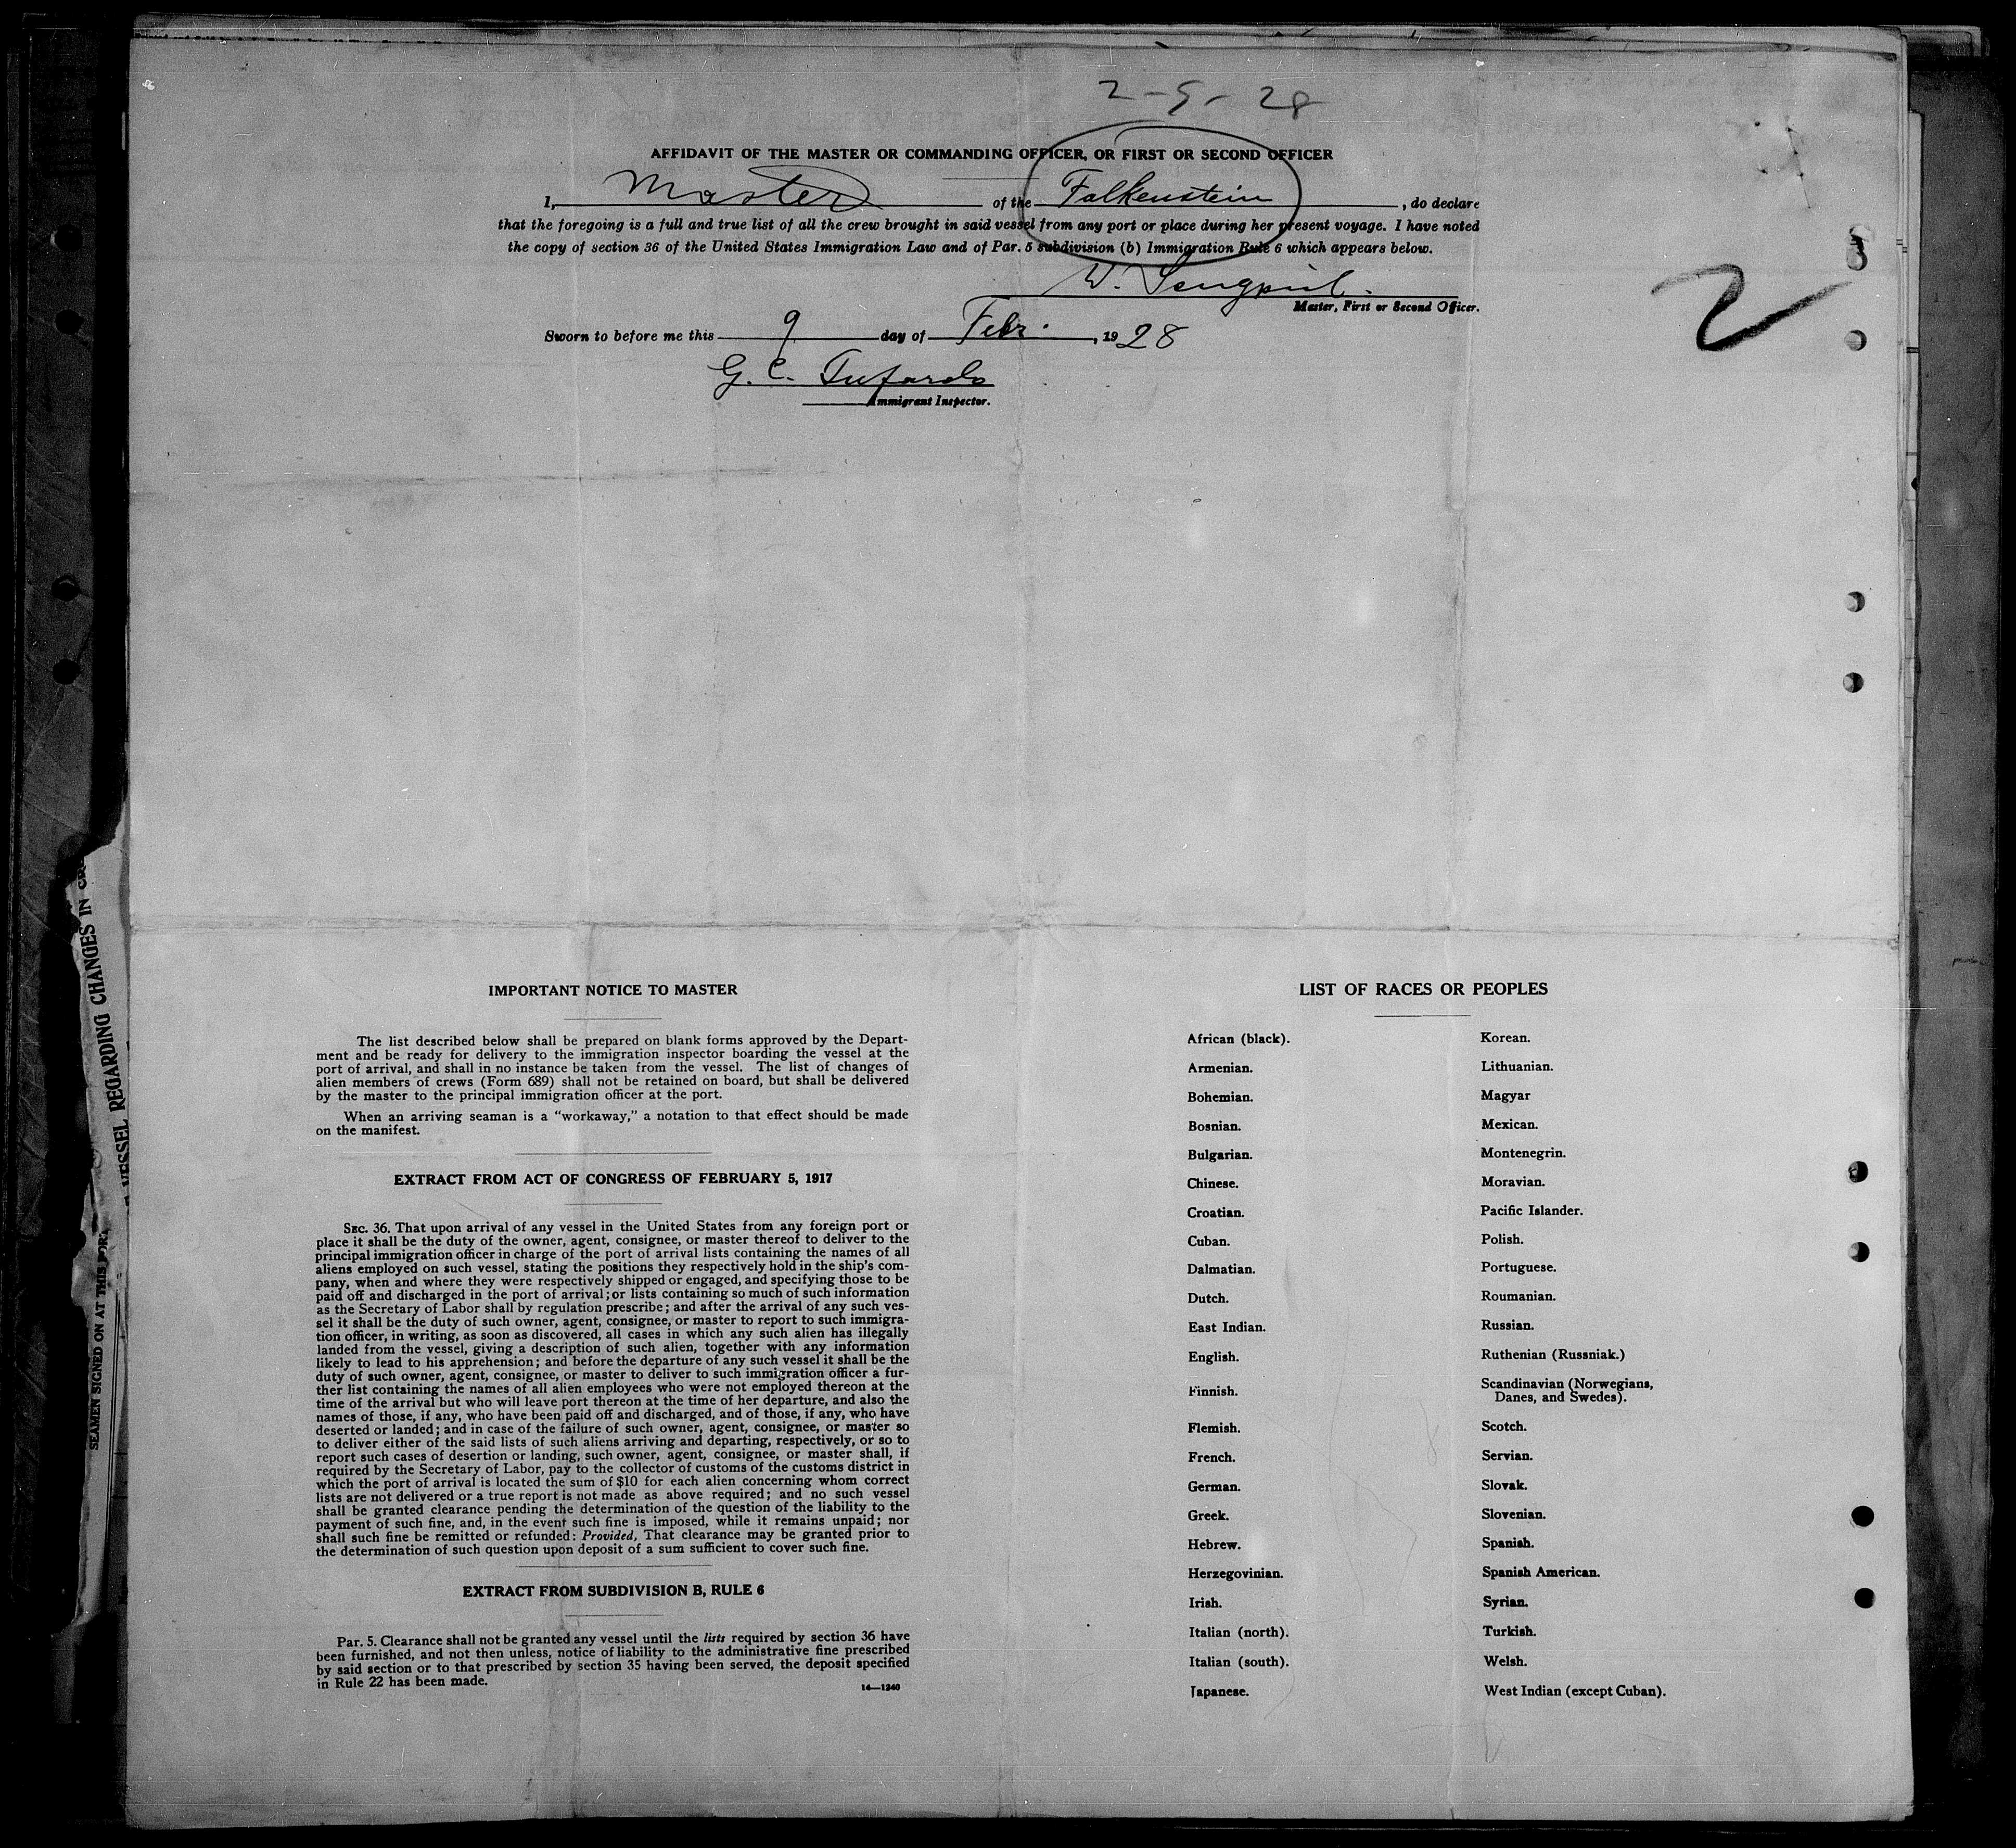 2-9-28
AFFIDAVIT OF THE MASTER OR COMMANDING OFFICER, OR FIRST OR SECOND OFFICER
I, Master of the Falkenstein, do declare
that the foregoing is a full and true list of all the crew brought in said vessel from any port or place during her present voyage. I have noted
the copy of section 36 of the United States Immigration Law and of Par. 5 subdivision (b) Immigration Rule 6 which appears below.
W.
Master, First or Second Officer.
Sworn to before me this 9 day of Febr. , 1928
G. C.
Immigrant Inspector.
2
VESSEL REGARDING CHANGES IN
SEAMEN SIGNED ON AT THIS
IMPORTANT NOTICE TO MASTER
The list described below shall be prepared on blank forms approved by the Depart-
ment and be ready for delivery to the immigration inspector boarding the vessel at the
port of arrival, and shall in no instance be taken from the vessel. The list of changes of
alien members of crews (Form 689) shall not be retained on board, but shall be delivered
by the master to the principal immigration officer at the port.
When an arriving seaman is a "workaway," a notation to that effect should be made
on the manifest.
EXTRACT FROM ACT OF CONGRESS OF FEBRUARY 5, 1917
SEC. 36. That upon arrival of any vessel in the United States from any foreign port or
place it shall be the duty of the owner, agent, consignee, or master thereof to deliver to the
principal immigration officer in charge of the port of arrival lists containing the names of all
aliens employed on such vessel, stating the positions they respectively hold in the ship's com-
pany, when and where they were respectively shipped or engaged, and specifying those to be
paid off and discharged in the port of arrival; or lists containing so much of such information
as the Secretary of Labor shall by regulation prescribe; and after the arrival of any such ves-
sel it shall be the duty of such owner, agent, consignee, or master to report to such immigra-
tion officer, in writing, as soon as discovered, all cases in which any such alien has illegally
landed from the vessel, giving a description of such alien, together with any information
likely to lead to his apprehension; and before the departure of any such vessel it shall be the
duty of such owner, agent, consignee, or master to deliver to such immigration officer a fur-
ther list containing the names of all alien employees who were not employed thereon at the
time of the arrival but who will leave port thereon at the time of her departure, and also the
names of those, if any, who have been paid off and discharged, and of those, if any, who have
deserted or landed; and in case of the failure of such owner, agent, consignee, or master so
to deliver either of the said lists of such aliens arriving and departing, respectively, or so to
report such cases of desertion or landing, such owner, agent, consignee, or master shall, if
required by the Secretary of Labor, pay to the collector of customs of the customs district in
which the port of arrival is located the sum of $10 for each alien concerning whom correct
lists are not delivered or a true report is not made as above required; and no such vessel
shall be granted clearance pending the determination of the question of the liability to the
payment of such fine, and, in the event such fine is imposed, while it remains unpaid; nor
shall such fine be remitted or refunded: Provided, That clearance may be granted prior to
the determination of such question upon deposit of a sum sufficient to cover such fine.
EXTRACT FROM SUBDIVISION B, RULE 6
Par. 5. Clearance shall not be granted any vessel until the lists required by section 36 have
been furnished, and not then unless, notice of liability to the administrative fine prescribed
by said section or to that prescribed by section 35 having been served, the deposit specified
in Rule 22 has been made.
14—1240
LIST OF RACES OR PEOPLES
African (black).
Armenian.
Bohemian.
Bosnian.
Bulgarian.
Chinese.
Croatian.
Cuban.
Dalmatian.
Dutch.
East Indian.
English.
Finnish.
Flemish.
French.
German.
Greek.
Hebrew.
Herzegovinian.
Irish.
Italian (north).
Italian (south).
Japanese.
Korean.
Lithuanian.
Magyar
Mexican.
Montenegrin.
Moravian.
Pacific Islander.
Polish.
Portuguese.
Roumanian.
Russian.
Ruthenian (Russniak.)
Scandinavian (Norwegians,
Danes, and Swedes).
Scotch.
Servian.
Slovak.
Slovenian.
Spanish.
Spanish American.
Syrian.
Turkish.
Welsh.
West Indian (except Cuban).